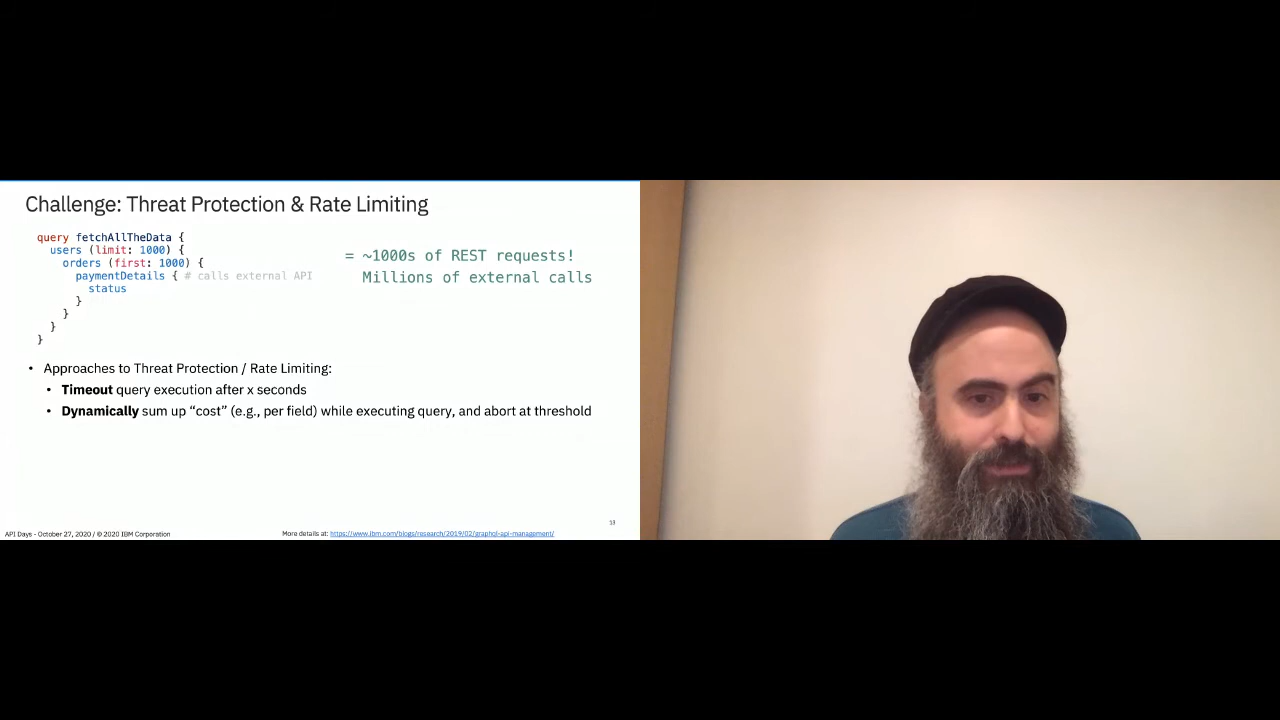 Challenge: Threat Protection & Rate Limiting
query fetchAllTheData {
users (limit: 1000) {
orders (first: 1000) {
paymentDetails { # calls external API
status
}
}
}
}
= ~1000s of REST requests!
Millions of external calls
• Approaches to Threat Protection / Rate Limiting:
• Timeout query execution after x seconds
• Dynamically sum up “cost” (e.g., per field) while executing query, and abort at threshold
13
API Days - October 27, 2020 / © 2020 IBM Corporation
More details at: https://www.ibm.com/blogs/research/2019/02/graphql-api-management/